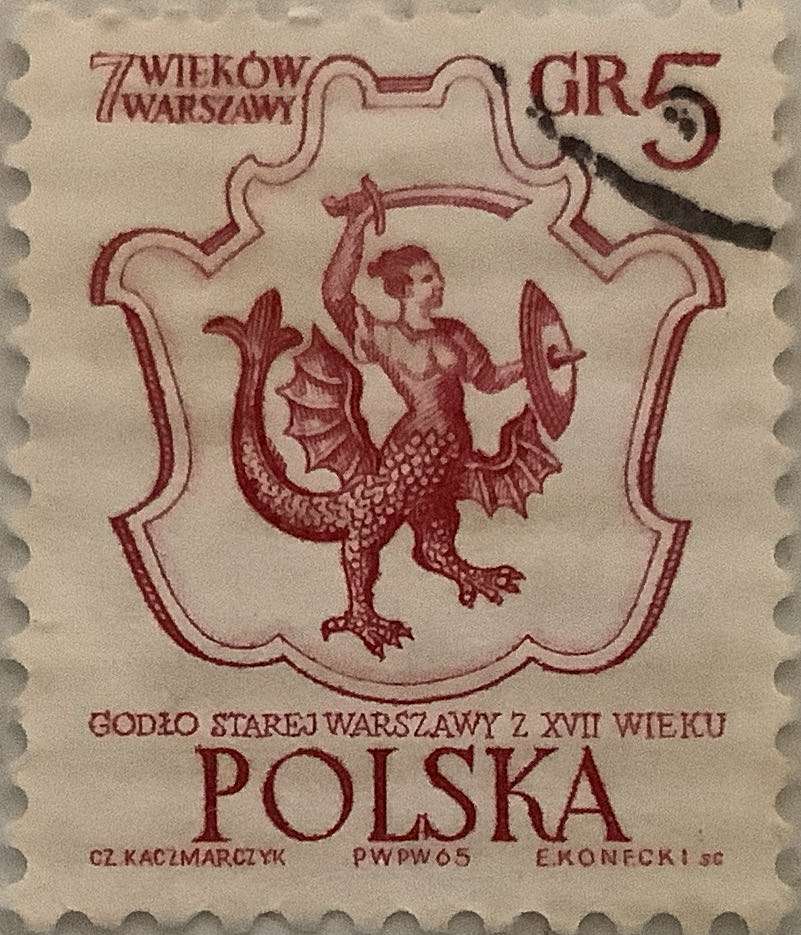 7 WIEKÓW
WARSZAWY
GR 5
GODŁO STAREJ WARSZAWY Z XVII WIEKU
POLSKA
CZ. KACZMARCZYK PWPW 65 E. KONECKI sc